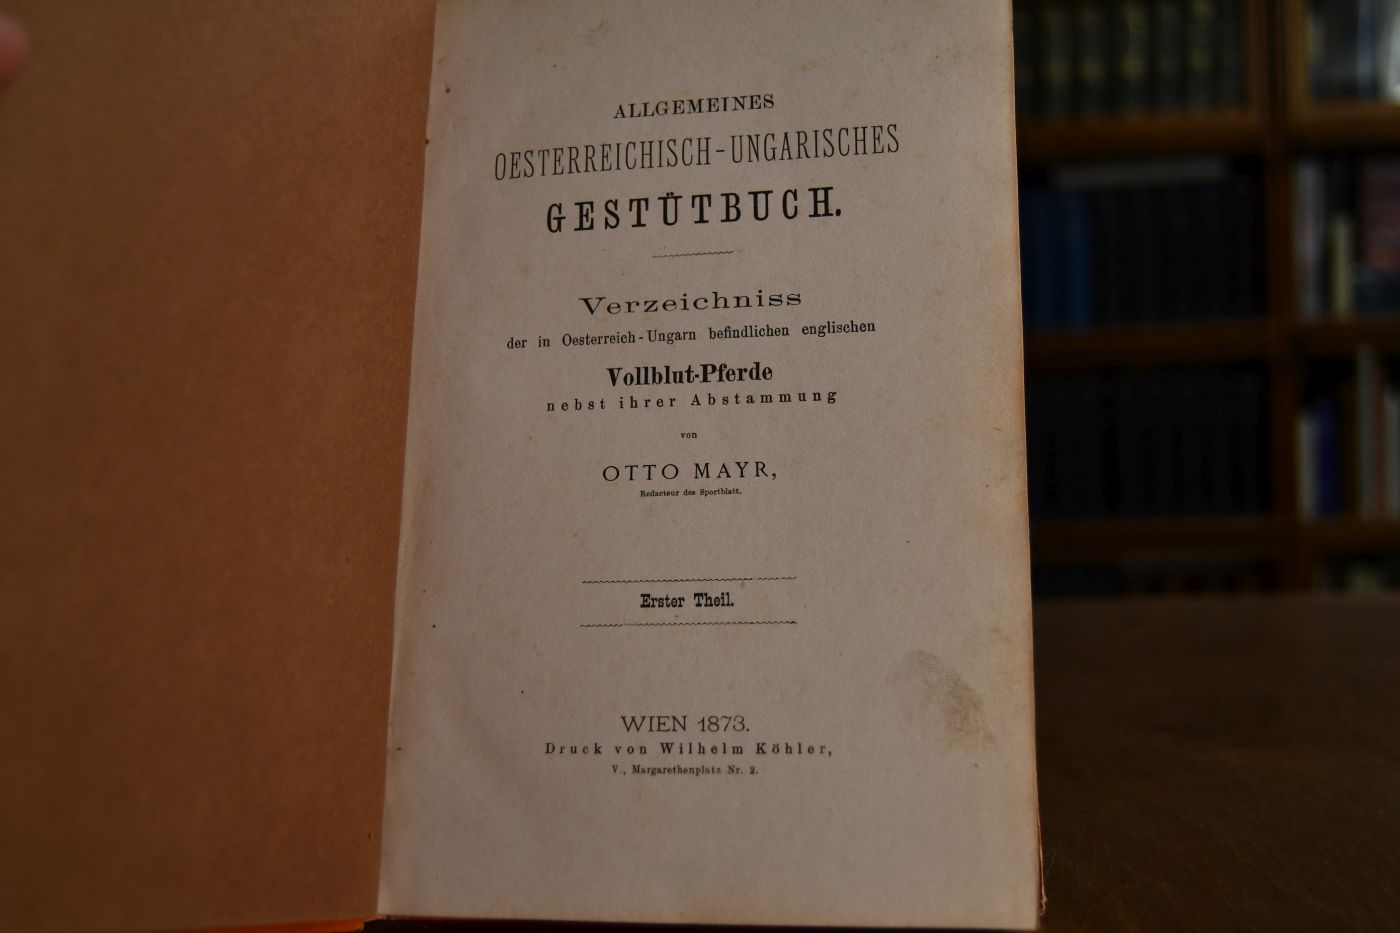 ALLGEMEINES
OESTERREICHISCH-UNGARISCHES
GESTÜTBUCH.
Verzeichniss
der in Oesterreich-Ungarn befindlichen englischen
Vollblut-Pferde
nebst ihrer Abstammung
von
OTTO MAYR,
Redacteur des Sportblatt.
Erster Theil.
WIEN 1873.
Druck von Wilhelm Köhler,
V., Margarethenplatz Nr. 2.